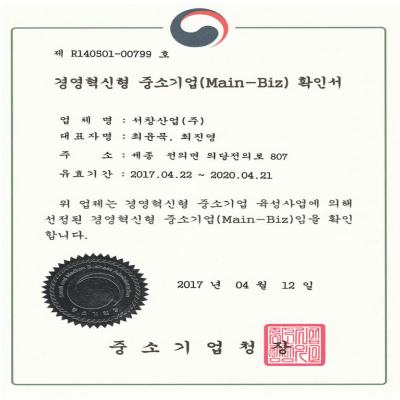 제 R140501-00799 호
경영혁신형 중소기업(Main-Biz) 확인서
업 체 명 : 서창산업(주)
대표자명 : 최윤묵, 최진영
주 소 : 세종 전의면 의당전의로 807
유효기간 : 2017.04.22 ~ 2020.04.21
위 업체는 경영혁신형 중소기업 육성사업에 의해
선정된 경영혁신형 중소기업(Main-Biz)임을 확인
합니다.
2017 년 04 월 12 일
중소기업청장